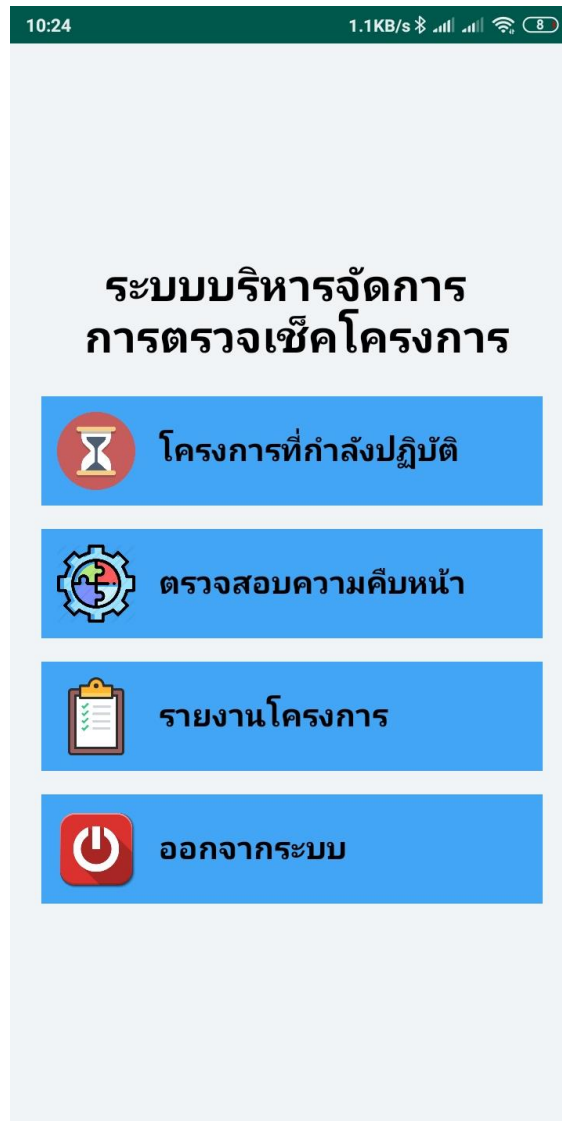 10:24
1.1KB/s 8
ระบบบริหารจัดการ
การตรวจเช็คโครงการ
โครงการที่กำลังปฏิบัติ
ตรวจสอบความคืบหน้า
รายงานโครงการ
ออกจากระบบ